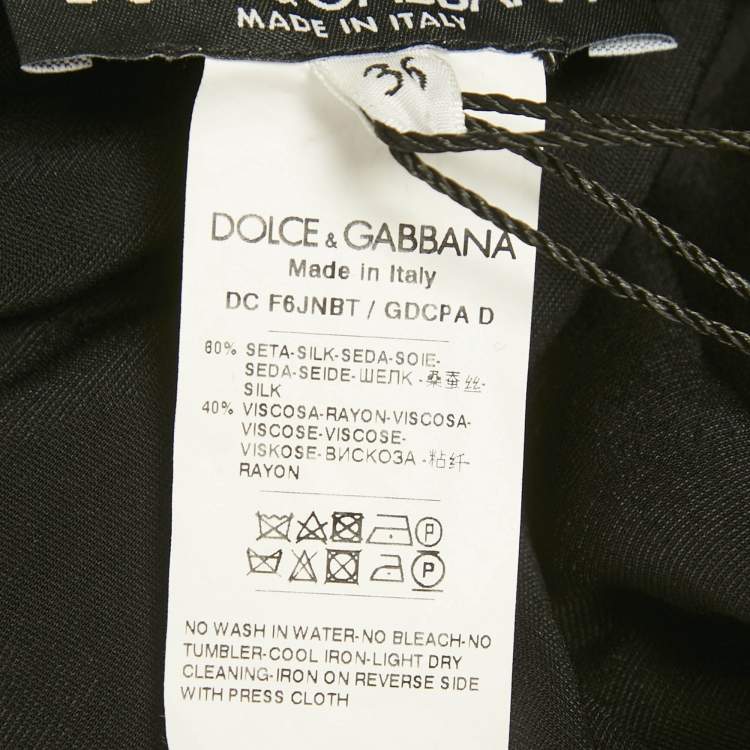 MADE IN ITALY
36
DOLCE & GABBANA
Made in Italy
DC F6JNBT / GDCPA D
60% SETA-SILK-SEDA-SOIE-
SEDA-SEIDE-ШЕЛК -桑蚕丝-
SILK
40% VISCOSA-RAYON-VISCOSA-
VISCOSE-VISCOSE-
VISKOSE-ВИСКОЗА -粘纤-
RAYON
P
P
NO WASH IN WATER-NO BLEACH-NO
TUMBLER-COOL IRON-LIGHT DRY
CLEANING-IRON ON REVERSE SIDE
WITH PRESS CLOTH